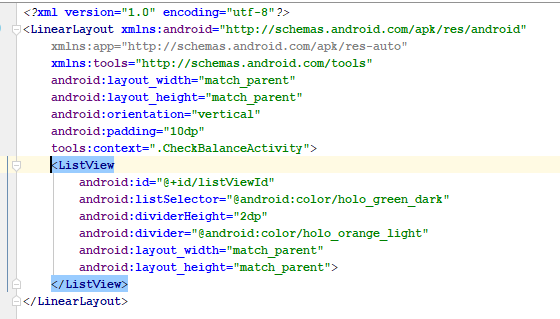 <?xml version="1.0" encoding="utf-8"?>
<LinearLayout xmlns:android="http://schemas.android.com/apk/res/android"
xmlns:app="http://schemas.android.com/apk/res-auto"
xmlns:tools="http://schemas.android.com/tools"
android:layout_width="match_parent"
android:layout_height="match_parent"
android:orientation="vertical"
android:padding="10dp"
tools:context=".CheckBalanceActivity">
<ListView
android:id="@+id/listViewId"
android:listSelector="@android:color/holo_green_dark"
android:dividerHeight="2dp"
android:divider="@android:color/holo_orange_light"
android:layout_width="match_parent"
android:layout_height="match_parent">
</ListView>
</LinearLayout>